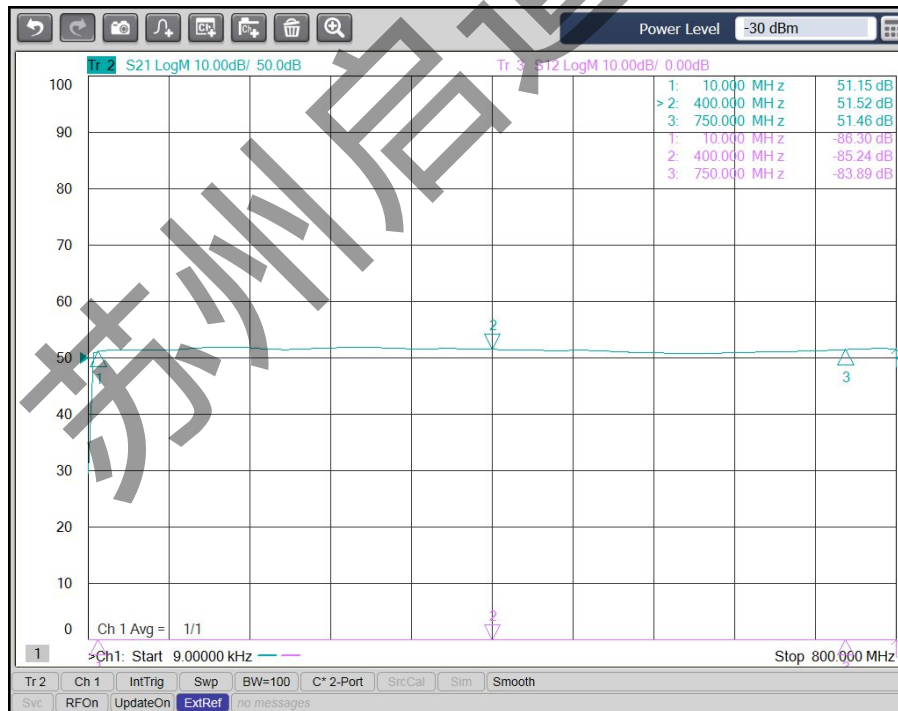 Power Level -30 dBm
Tr 2 S21 LogM 10.00dB/ 50.0dB
Tr 3 S12 LogM 10.00dB/ 0.00dB
1: 10.000 MHz 51.15 dB
> 2: 400.000 MHz 51.52 dB
3: 750.000 MHz 51.46 dB
1: 10.000 MHz -86.30 dB
2: 400.000 MHz -85.24 dB
3: 750.000 MHz -83.89 dB
100
90
80
70
60
50
40
30
20
10
0
2
1
3
2
Ch 1 Avg = 1/1
1 >Ch1: Start 9.00000 kHz Stop 800.000 MHz
Tr 2 Ch 1 IntTrig Swp BW=100 C* 2-Port SrcCal Sim Smooth
Svc RFOn UpdateOn ExtRef no messages
苏州启